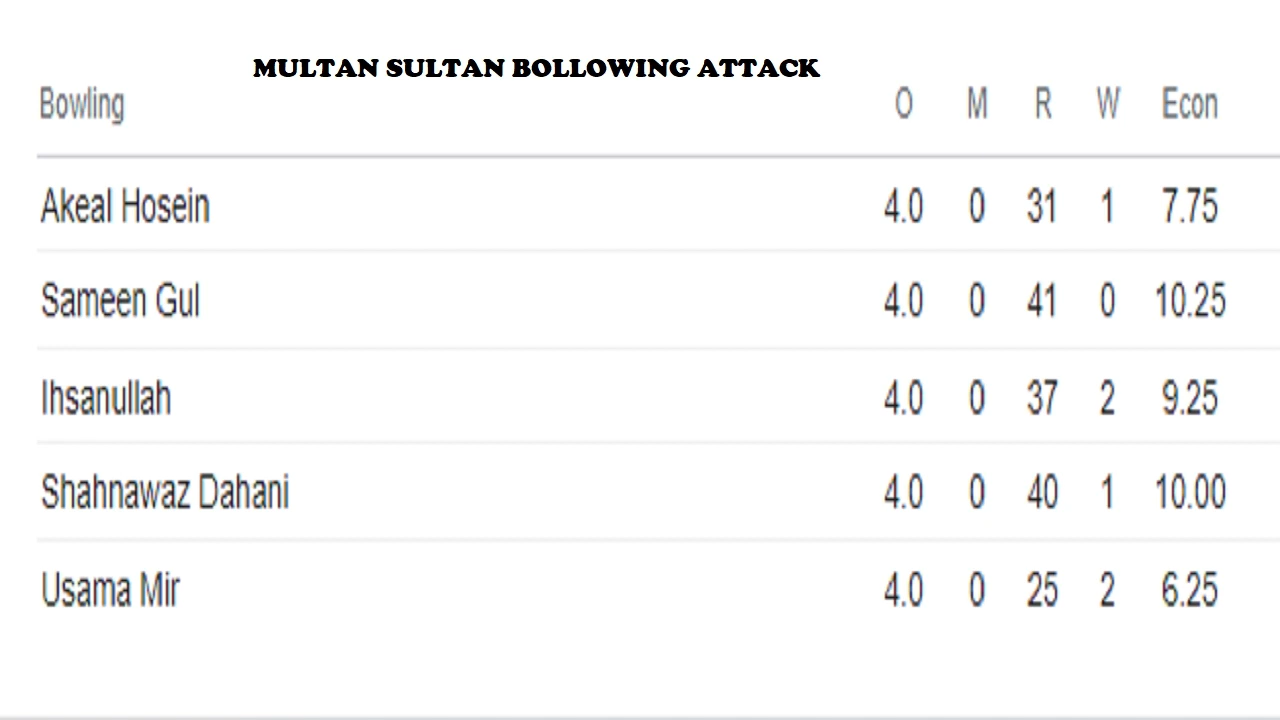 MULTAN SULTAN BOLLOWING ATTACK
Bowling O M R W Econ
Akeal Hosein 4.0 0 31 1 7.75
Sameen Gul 4.0 0 41 0 10.25
Ihsanullah 4.0 0 37 2 9.25
Shahnawaz Dahani 4.0 0 40 1 10.00
Usama Mir 4.0 0 25 2 6.25